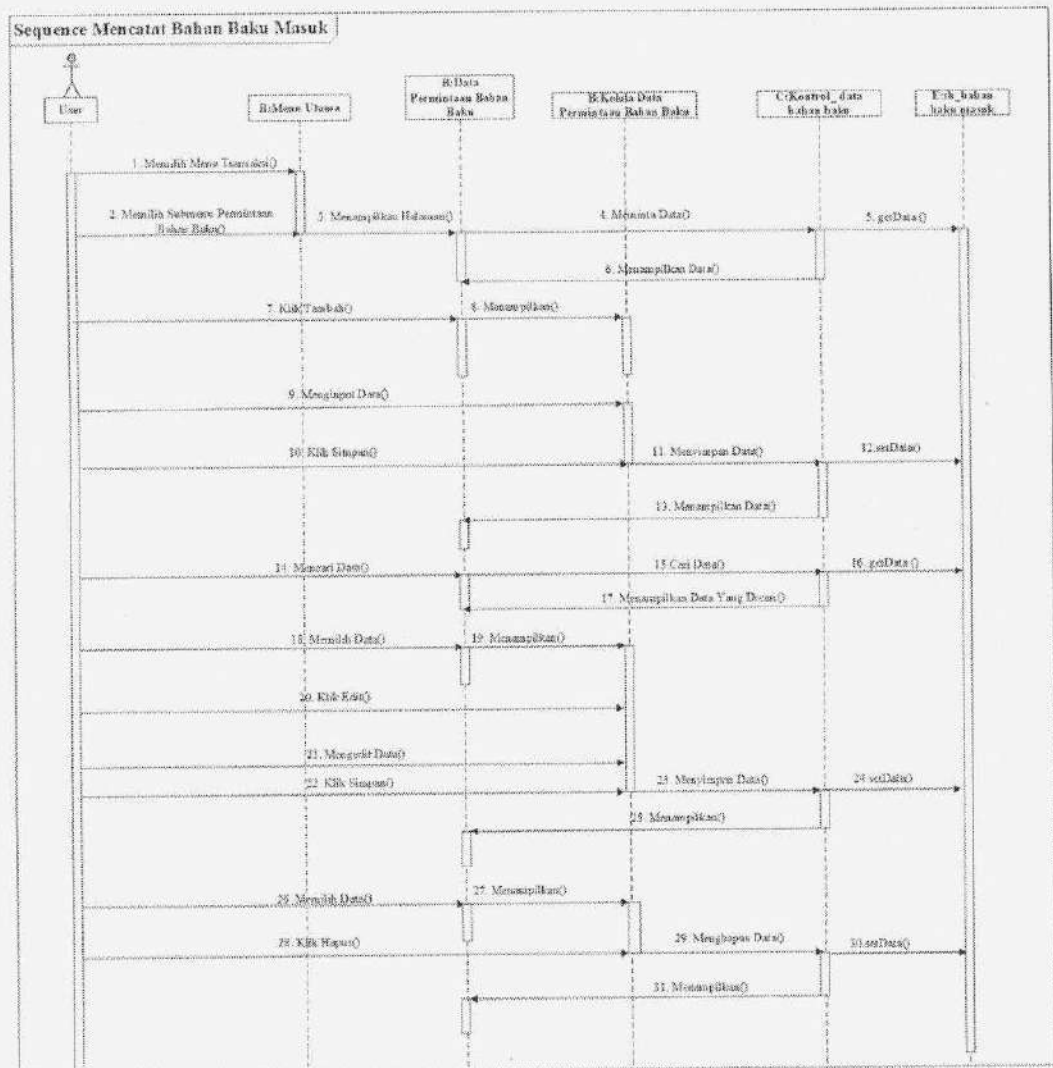 Sequence Mencatat Bahan Baku Masuk
User
B:Menu Utama
B:Data
Permintaan Bahan
Baku
B:Kelola Data
Permintaan Bahan Baku
C:Kontrol_data
bahan baku
E:tk_bahan
baku masuk
1. Memilih Menu Transaksi()
2. Memilih Submenu Permintaan
Bahan Baku()
3. Menampilkan Halaman()
4. Meminta Data()
5. getData ()
6. Menampilkan Data()
7. Klik Tambah()
8. Menampilkan()
9. Menginput Data()
10. Klik Simpan()
11. Menyimpan Data()
12.setData()
13. Menampilkan Data()
14. Mencari Data()
15 Cari Data()
16. getData ()
17. Menampilkan Data Yang Dicari()
18. Memilih Data()
19. Menampilkan()
20. Klik Edit()
21. Mengedit Data()
22. Klik Simpan()
23. Menyimpan Data()
24 setData()
25. Menampilkan()
26. Memilih Data()
27. Menampilkan()
28. Klik Hapus()
29. Menghapus Data()
30.setData()
31. Menampilkan()